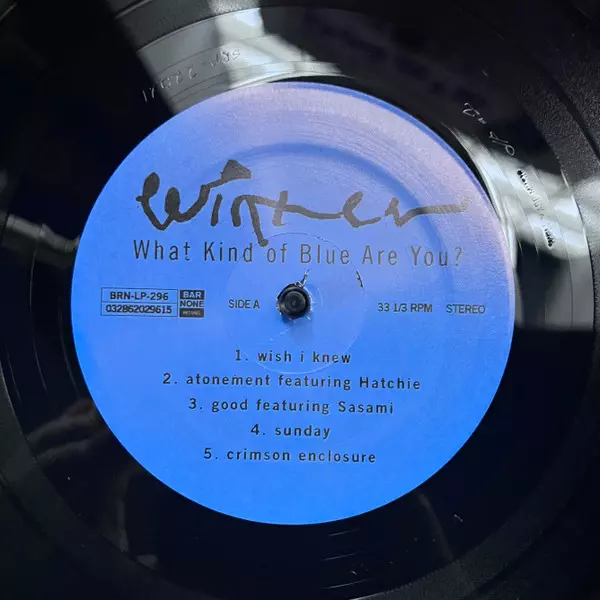 Winter
What Kind of Blue Are You?
BRN-LP-296
032862029615
BAR
NONE
SIDE A
33 1/3 RPM
STEREO
1. wish i knew
2. atonement featuring Hatchie
3. good featuring Sasami
4. sunday
5. crimson enclosure